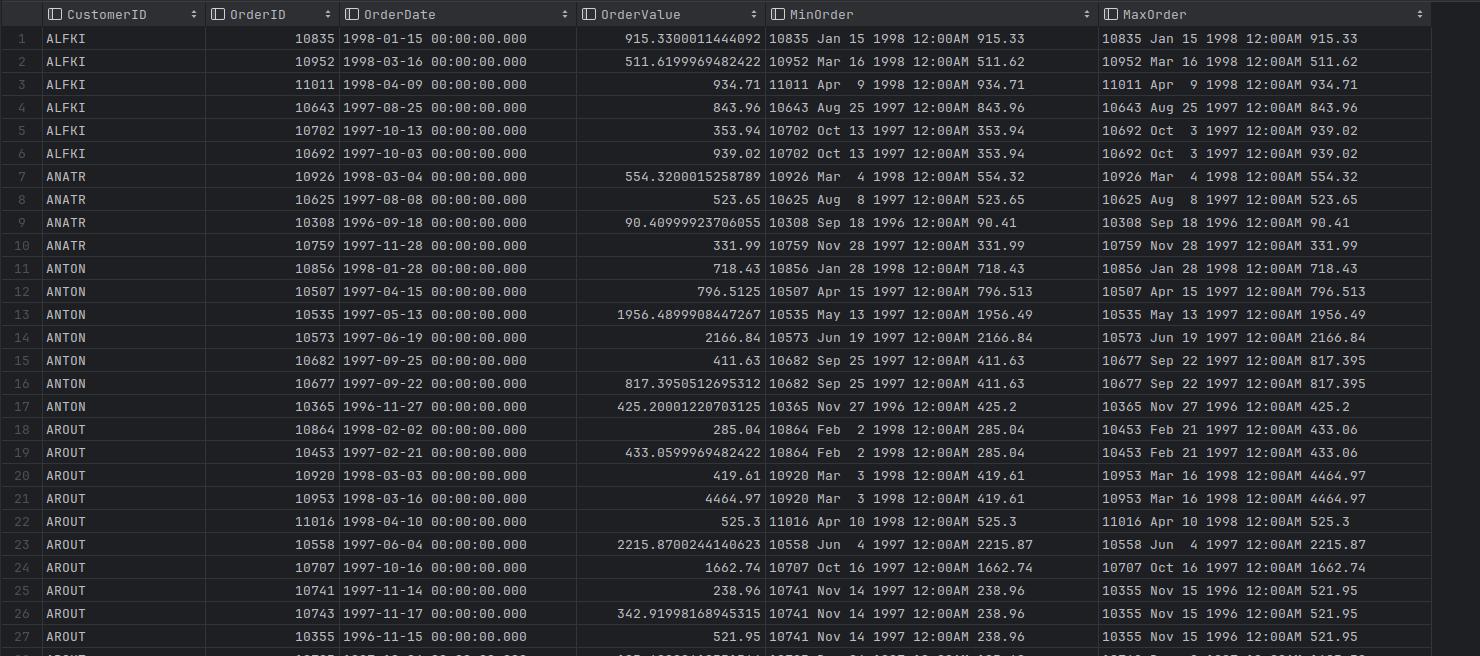 CustomerID OrderID OrderDate OrderValue MinOrder MaxOrder
1 ALFKI 10835 1998-01-15 00:00:00.000 915.3300011444092 10835 Jan 15 1998 12:00AM 915.33 10835 Jan 15 1998 12:00AM 915.33
2 ALFKI 10952 1998-03-16 00:00:00.000 511.6199969482422 10952 Mar 16 1998 12:00AM 511.62 10952 Mar 16 1998 12:00AM 511.62
3 ALFKI 11011 1998-04-09 00:00:00.000 934.71 11011 Apr  9 1998 12:00AM 934.71 11011 Apr  9 1998 12:00AM 934.71
4 ALFKI 10643 1997-08-25 00:00:00.000 843.96 10643 Aug 25 1997 12:00AM 843.96 10643 Aug 25 1997 12:00AM 843.96
5 ALFKI 10702 1997-10-13 00:00:00.000 353.94 10702 Oct 13 1997 12:00AM 353.94 10692 Oct  3 1997 12:00AM 939.02
6 ALFKI 10692 1997-10-03 00:00:00.000 939.02 10702 Oct 13 1997 12:00AM 353.94 10692 Oct  3 1997 12:00AM 939.02
7 ANATR 10926 1998-03-04 00:00:00.000 554.3200015258789 10926 Mar  4 1998 12:00AM 554.32 10926 Mar  4 1998 12:00AM 554.32
8 ANATR 10625 1997-08-08 00:00:00.000 523.65 10625 Aug  8 1997 12:00AM 523.65 10625 Aug  8 1997 12:00AM 523.65
9 ANATR 10308 1996-09-18 00:00:00.000 90.40999923706055 10308 Sep 18 1996 12:00AM 90.41 10308 Sep 18 1996 12:00AM 90.41
10 ANATR 10759 1997-11-28 00:00:00.000 331.99 10759 Nov 28 1997 12:00AM 331.99 10759 Nov 28 1997 12:00AM 331.99
11 ANTON 10856 1998-01-28 00:00:00.000 718.43 10856 Jan 28 1998 12:00AM 718.43 10856 Jan 28 1998 12:00AM 718.43
12 ANTON 10507 1997-04-15 00:00:00.000 796.5125 10507 Apr 15 1997 12:00AM 796.513 10507 Apr 15 1997 12:00AM 796.513
13 ANTON 10535 1997-05-13 00:00:00.000 1956.4899908447267 10535 May 13 1997 12:00AM 1956.49 10535 May 13 1997 12:00AM 1956.49
14 ANTON 10573 1997-06-19 00:00:00.000 2166.84 10573 Jun 19 1997 12:00AM 2166.84 10573 Jun 19 1997 12:00AM 2166.84
15 ANTON 10682 1997-09-25 00:00:00.000 411.63 10682 Sep 25 1997 12:00AM 411.63 10677 Sep 22 1997 12:00AM 817.395
16 ANTON 10677 1997-09-22 00:00:00.000 817.3950512695312 10682 Sep 25 1997 12:00AM 411.63 10677 Sep 22 1997 12:00AM 817.395
17 ANTON 10365 1996-11-27 00:00:00.000 425.20001220703125 10365 Nov 27 1996 12:00AM 425.2 10365 Nov 27 1996 12:00AM 425.2
18 AROUT 10864 1998-02-02 00:00:00.000 285.04 10864 Feb  2 1998 12:00AM 285.04 10453 Feb 21 1997 12:00AM 433.06
19 AROUT 10453 1997-02-21 00:00:00.000 433.0599976482422 10864 Feb  2 1998 12:00AM 285.04 10453 Feb 21 1997 12:00AM 433.06
20 AROUT 10920 1998-03-03 00:00:00.000 419.61 10920 Mar  3 1998 12:00AM 419.61 10953 Mar 16 1998 12:00AM 4464.97
21 AROUT 10953 1998-03-16 00:00:00.000 4464.97 10920 Mar  3 1998 12:00AM 419.61 10953 Mar 16 1998 12:00AM 4464.97
22 AROUT 11016 1998-04-10 00:00:00.000 525.3 11016 Apr 10 1998 12:00AM 525.3 11016 Apr 10 1998 12:00AM 525.3
23 AROUT 10558 1997-06-04 00:00:00.000 2215.8700244140623 10558 Jun  4 1997 12:00AM 2215.87 10558 Jun  4 1997 12:00AM 2215.87
24 AROUT 10707 1997-10-16 00:00:00.000 1662.74 10707 Oct 16 1997 12:00AM 1662.74 10707 Oct 16 1997 12:00AM 1662.74
25 AROUT 10741 1997-11-14 00:00:00.000 238.96 10741 Nov 14 1997 12:00AM 238.96 10355 Nov 15 1996 12:00AM 521.95
26 AROUT 10743 1997-11-17 00:00:00.000 342.91998168945315 10741 Nov 14 1997 12:00AM 238.96 10355 Nov 15 1996 12:00AM 521.95
27 AROUT 10355 1996-11-15 00:00:00.000 521.95 10741 Nov 14 1997 12:00AM 238.96 10355 Nov 15 1996 12:00AM 521.95